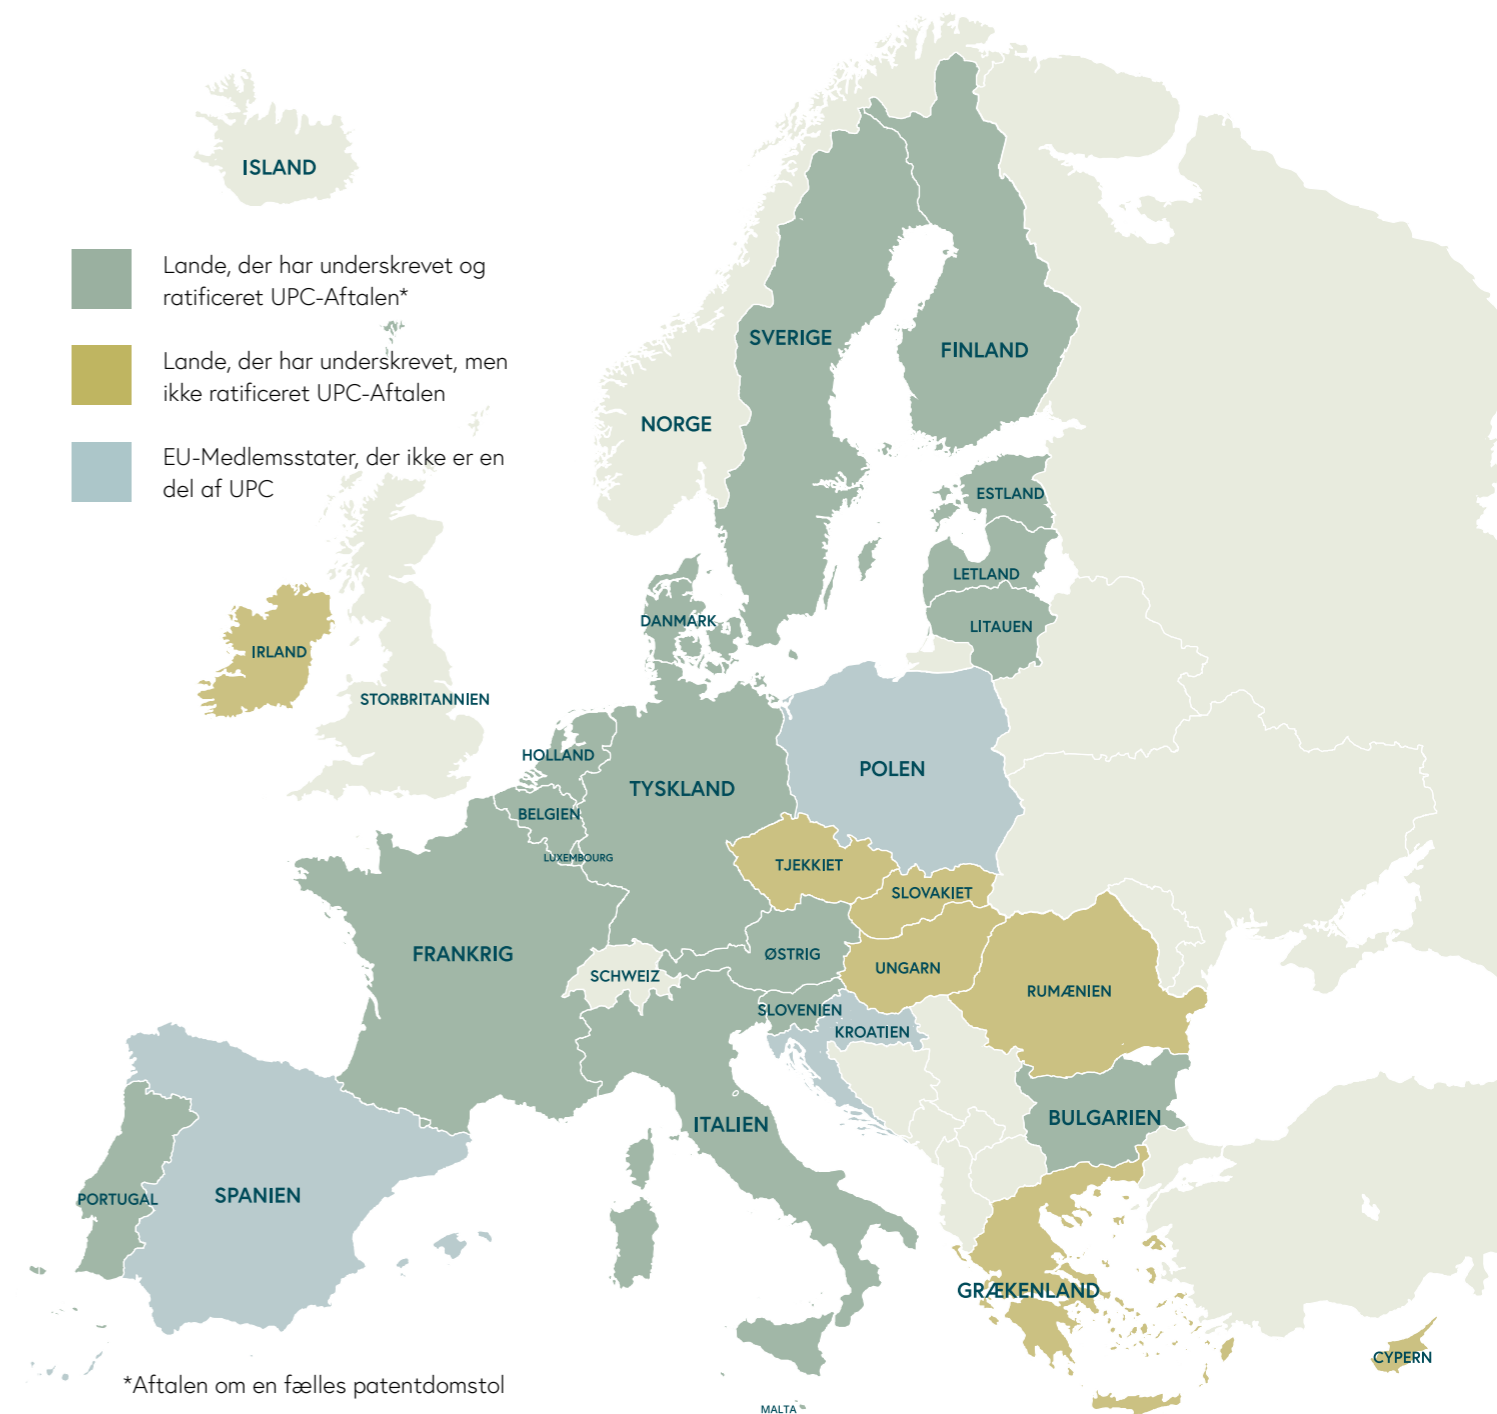 ISLAND
Lande, der har underskrevet og
ratificeret UPC-Aftalen*
Lande, der har underskrevet, men
ikke ratificeret UPC-Aftalen
EU-Medlemsstater, der ikke er en
del af UPC
SVERIGE
FINLAND
NORGE
ESTLAND
LETLAND
DANMARK
LITAUEN
IRLAND
STORBRITANNIEN
HOLLAND
POLEN
TYSKLAND
BELGIEN
LUXEMBOURG
TJEKKIET
SLOVAKIET
FRANKRIG
ØSTRIG
UNGARN
SCHWEIZ
RUMÆNIEN
SLOVENIEN
KROATIEN
BULGARIEN
ITALIEN
PORTUGAL
SPANIEN
GRÆKENLAND
CYPERN
*Aftalen om en fælles patentdomstol
MALTA